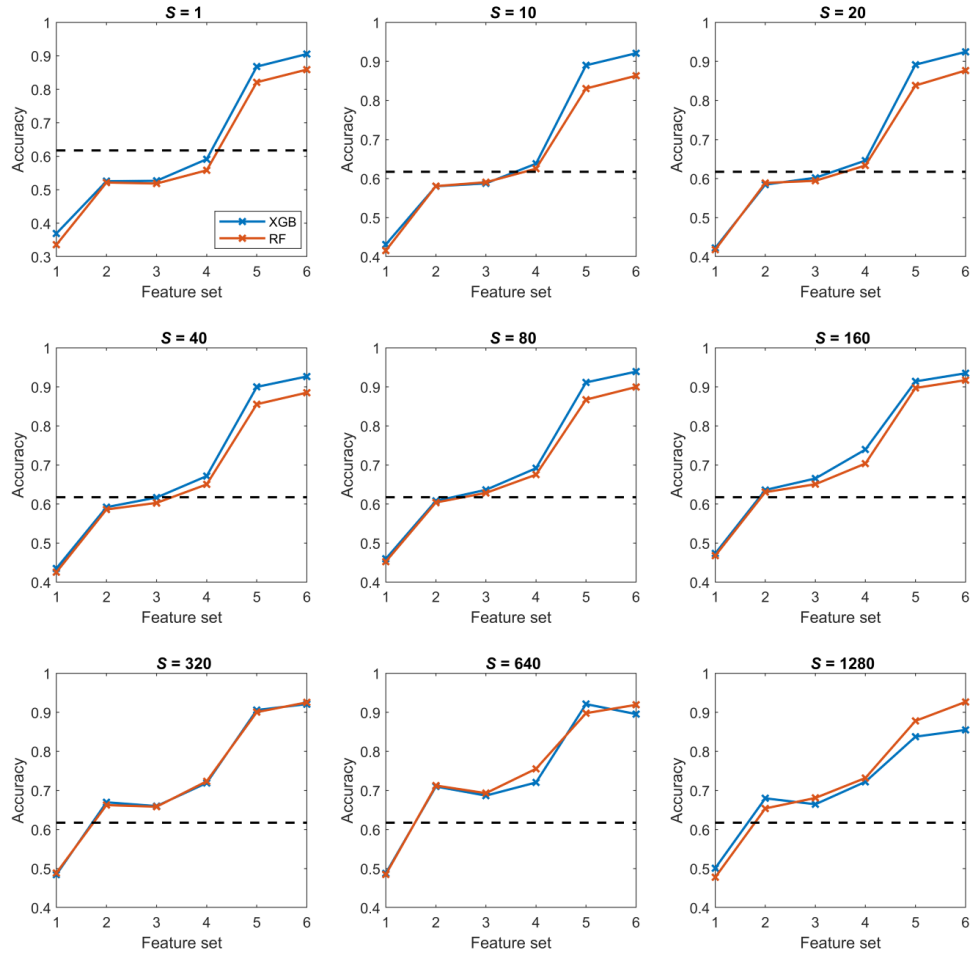 S = 1
Accuracy
1
0.9
0.8
0.7
0.6
0.5
0.4
0.3
XGB
RF
1 2 3 4 5 6
Feature set
S = 10
Accuracy
1
0.9
0.8
0.7
0.6
0.5
0.4
1 2 3 4 5 6
Feature set
S = 20
Accuracy
1
0.9
0.8
0.7
0.6
0.5
0.4
1 2 3 4 5 6
Feature set
S = 40
Accuracy
1
0.9
0.8
0.7
0.6
0.5
0.4
1 2 3 4 5 6
Feature set
S = 80
Accuracy
1
0.9
0.8
0.7
0.6
0.5
0.4
1 2 3 4 5 6
Feature set
S = 160
Accuracy
1
0.9
0.8
0.7
0.6
0.5
0.4
1 2 3 4 5 6
Feature set
S = 320
Accuracy
1
0.9
0.8
0.7
0.6
0.5
0.4
1 2 3 4 5 6
Feature set
S = 640
Accuracy
1
0.9
0.8
0.7
0.6
0.5
0.4
1 2 3 4 5 6
Feature set
S = 1280
Accuracy
1
0.9
0.8
0.7
0.6
0.5
0.4
1 2 3 4 5 6
Feature set